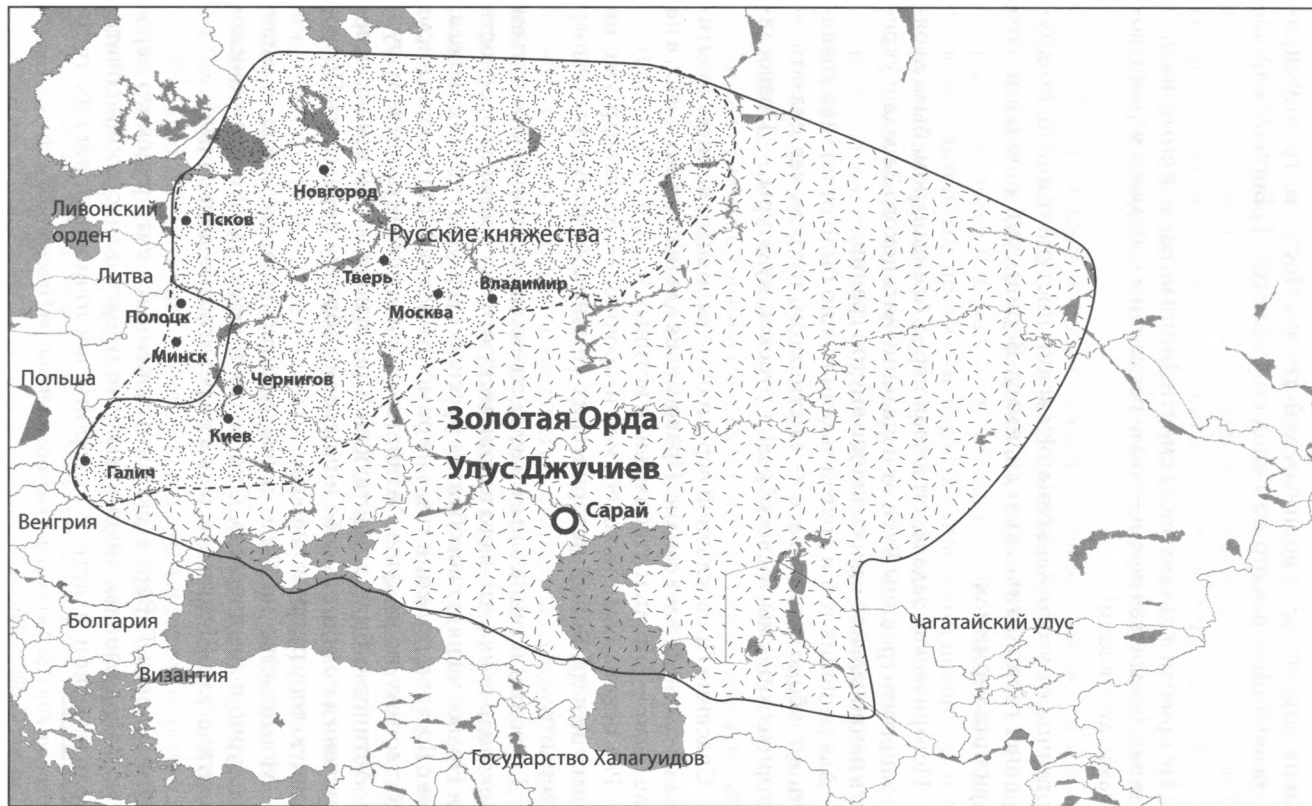 Новгород
Ливонский
орден
Псков
Русские княжества
Литва
Тверь
Владимир
Полоцк
Москва
Минск
Польша
Чернигов
Золотая Орда
Киев
Улус Джучиев
Галич
Сарай
Венгрия
Болгария
Чагатайский улус
Византия
Государство Халагуидов